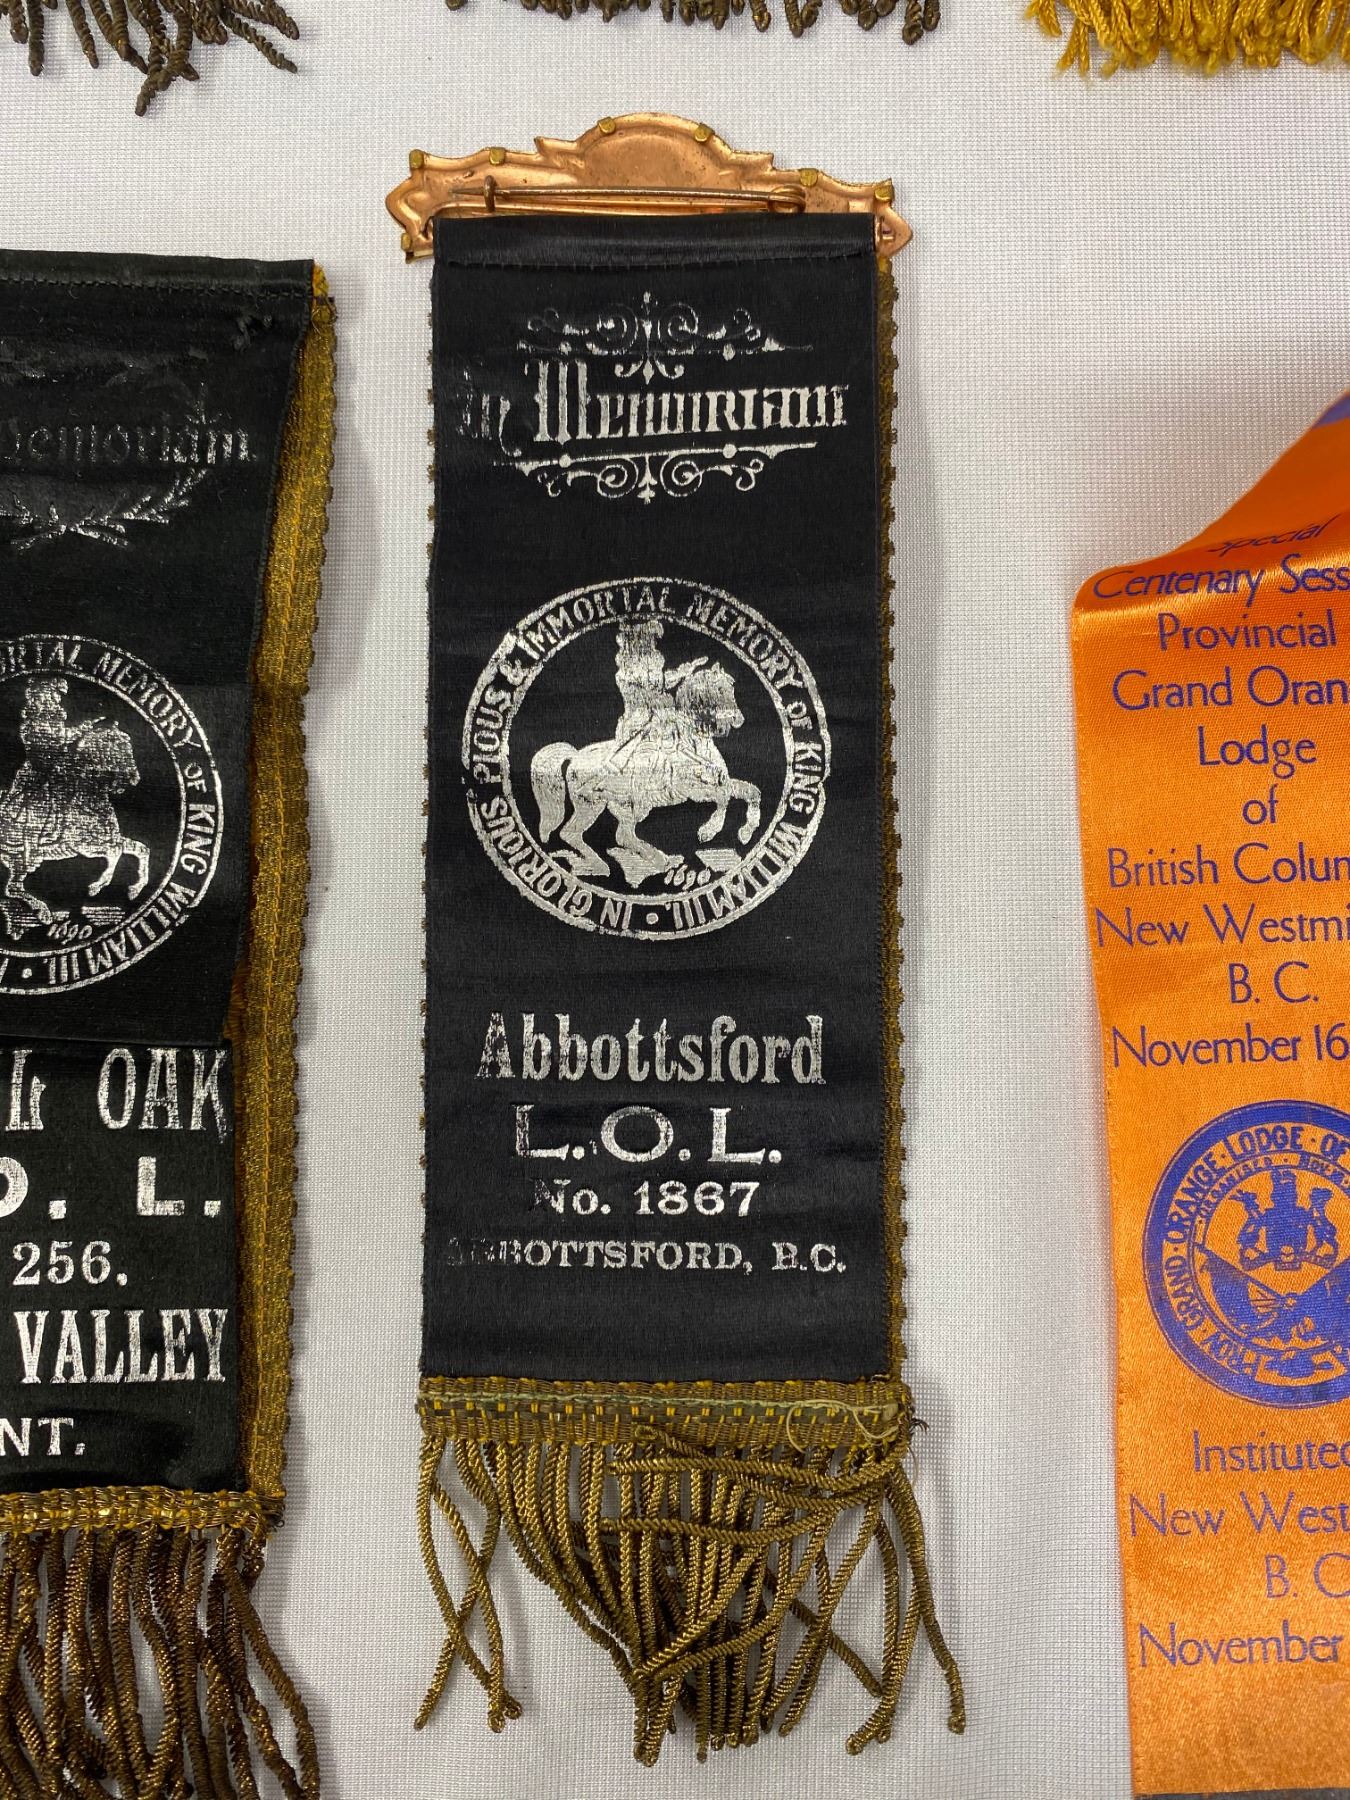 Memoriam
ORTAL MEMORY OF KING WILLIAM III.
1690
OAK
O. L.
256.
VALLEY
NT.
In Memoriam
IN GLORIOUS PIOUS & IMMORTAL MEMORY OF KING WILLIAM III.
1690
Abbottsford
L.O.L.
No. 1867
ABBOTTSFORD, B.C.
Special
Centenary Sess
Provincial
Grand Oran
Lodge
of
British Colum
New Westmi
B. C.
November 16
GRAND ORANGE LODGE OF
Instituted
New West
B. C
November